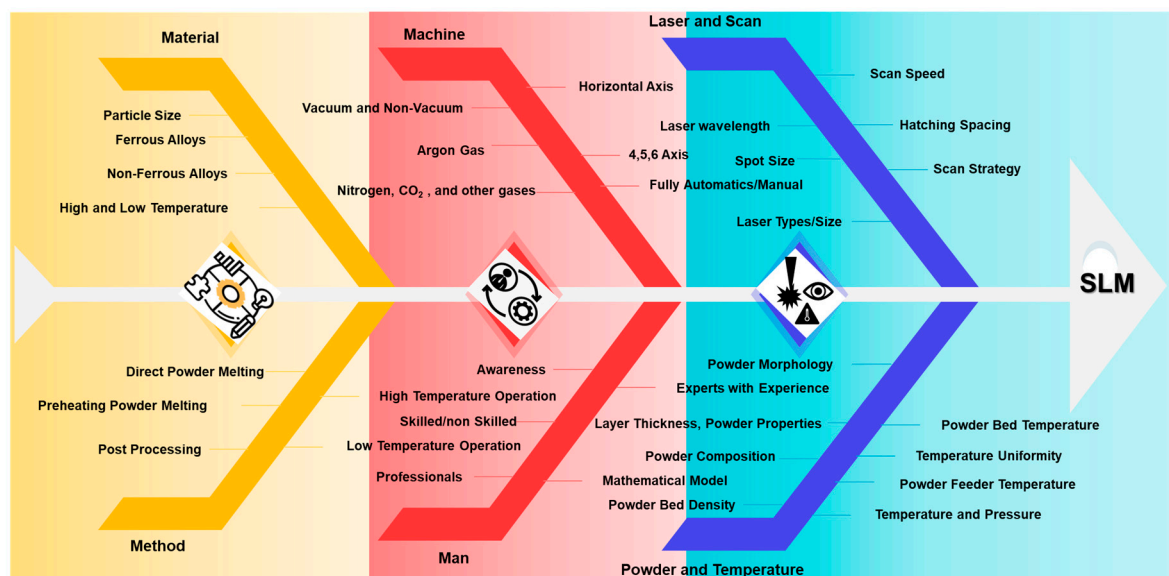 Material
Particle Size
Ferrous Alloys
Non-Ferrous Alloys
High and Low Temperature
Machine
Horizontal Axis
Vacuum and Non-Vacuum
Argon Gas
4,5,6 Axis
Nitrogen, CO₂ , and other gases
Fully Automatics/Manual
Laser and Scan
Scan Speed
Laser wavelength
Hatching Spacing
Spot Size
Scan Strategy
Laser Types/Size
SLM
Direct Powder Melting
High Temperature Operation
Preheating Powder Melting
Low Temperature Operation
Post Processing
Method
Awareness
Experts with Experience
Skilled/non Skilled
Professionals
Mathematical Model
Man
Powder Morphology
Layer Thickness, Powder Properties
Powder Bed Temperature
Powder Composition
Temperature Uniformity
Powder Feeder Temperature
Powder Bed Density
Temperature and Pressure
Powder and Temperature